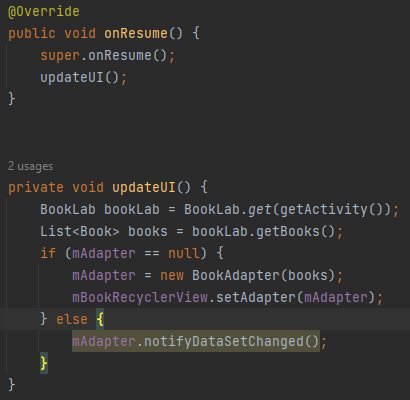 @Override
public void onResume() {
    super.onResume();
    updateUI();
}
2 usages
private void updateUI() {
    BookLab bookLab = BookLab.get(getActivity());
    List<Book> books = bookLab.getBooks();
    if (mAdapter == null) {
        mAdapter = new BookAdapter(books);
        mBookRecyclerView.setAdapter(mAdapter);
    } else {
        mAdapter.notifyDataSetChanged();
    }
}